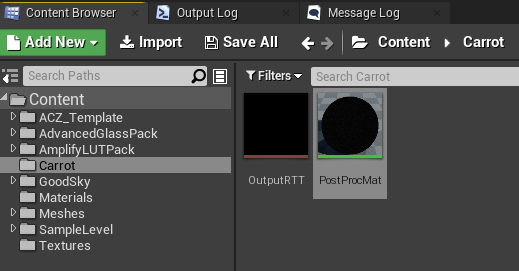 Content Browser Output Log Message Log
Add New Import Save All Content Carrot
Search Paths Filters Search Carrot
Content
ACZ_Template
AdvancedGlassPack
AmplifyLUTPack
Carrot
GoodSky
Materials
Meshes
SampleLevel
Textures
OutputRTT PostProcMat